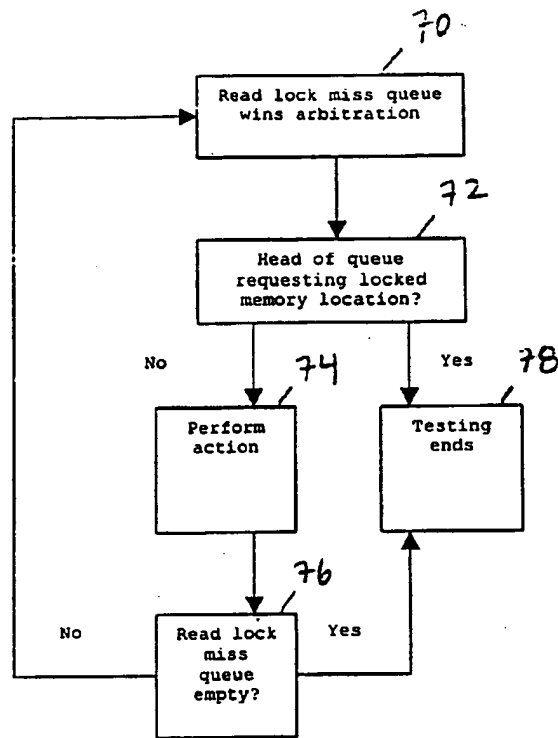 70
Read lock miss queue
wins arbitration
72
Head of queue
requesting locked
memory location?
No
Yes
74
78
Perform
action
Testing
ends
76
No
Read lock
miss
queue
empty?
Yes